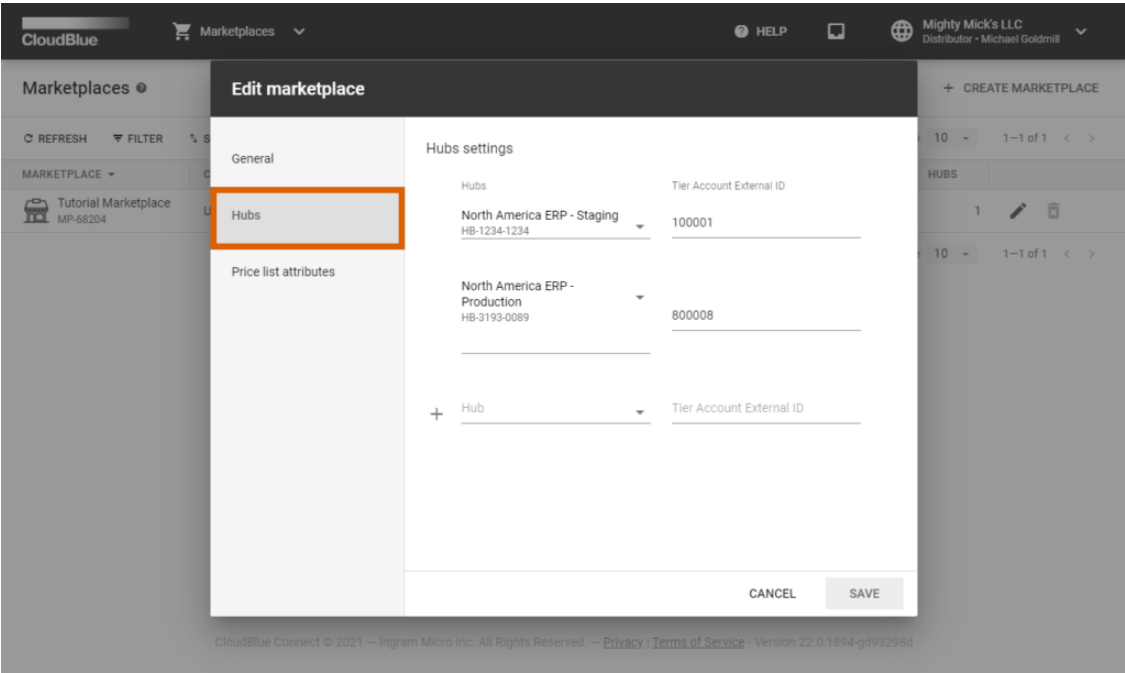 CloudBlue
Marketplaces
HELP
Mighty Mick's LLC
Distributor • Michael Goldmill
Marketplaces
+ CREATE MARKETPLACE
Edit marketplace
REFRESH
FILTER
S
10
1–1 of 1
MARKETPLACE
C
HUBS
Tutorial Marketplace
MP-68204
U
1
10
1–1 of 1
General
Hubs
Price list attributes
Hubs settings
Hubs
Tier Account External ID
North America ERP - Staging
HB-1234-1234
100001
North America ERP -
Production
HB-3193-0089
800008
+ Hub
Tier Account External ID
CANCEL
SAVE
CloudBlue Connect © 2021 — Ingram Micro Inc. All Rights Reserved. — Privacy | Terms of Service - Version 22.0.1894-gd93298d